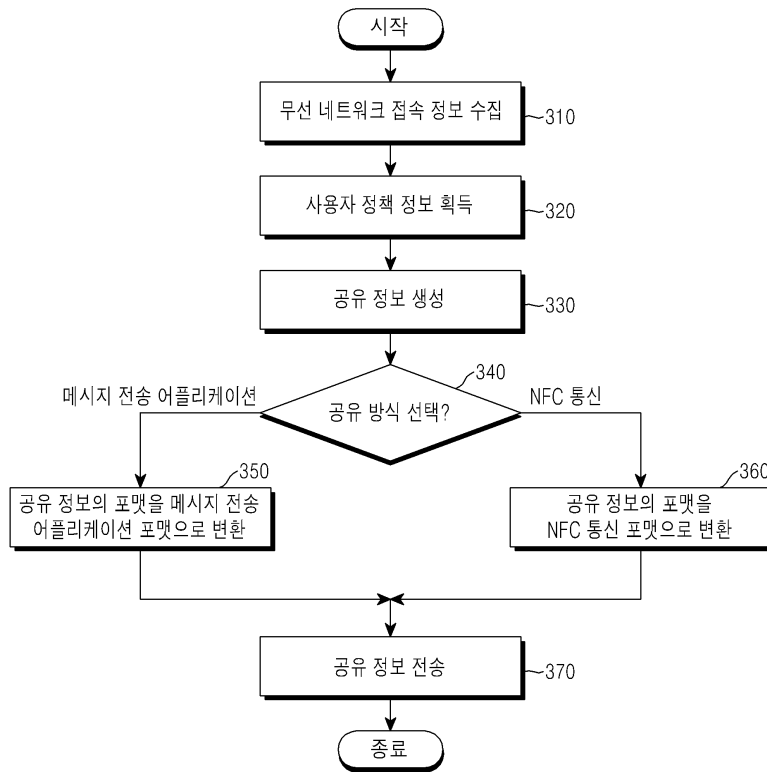 시작
무선 네트워크 접속 정보 수집
310
사용자 정책 정보 획득
320
공유 정보 생성
330
340
메시지 전송 어플리케이션
공유 방식 선택?
NFC 통신
350
공유 정보의 포맷을 메시지 전송
어플리케이션 포맷으로 변환
360
공유 정보의 포맷을
NFC 통신 포맷으로 변환
공유 정보 전송
370
종료